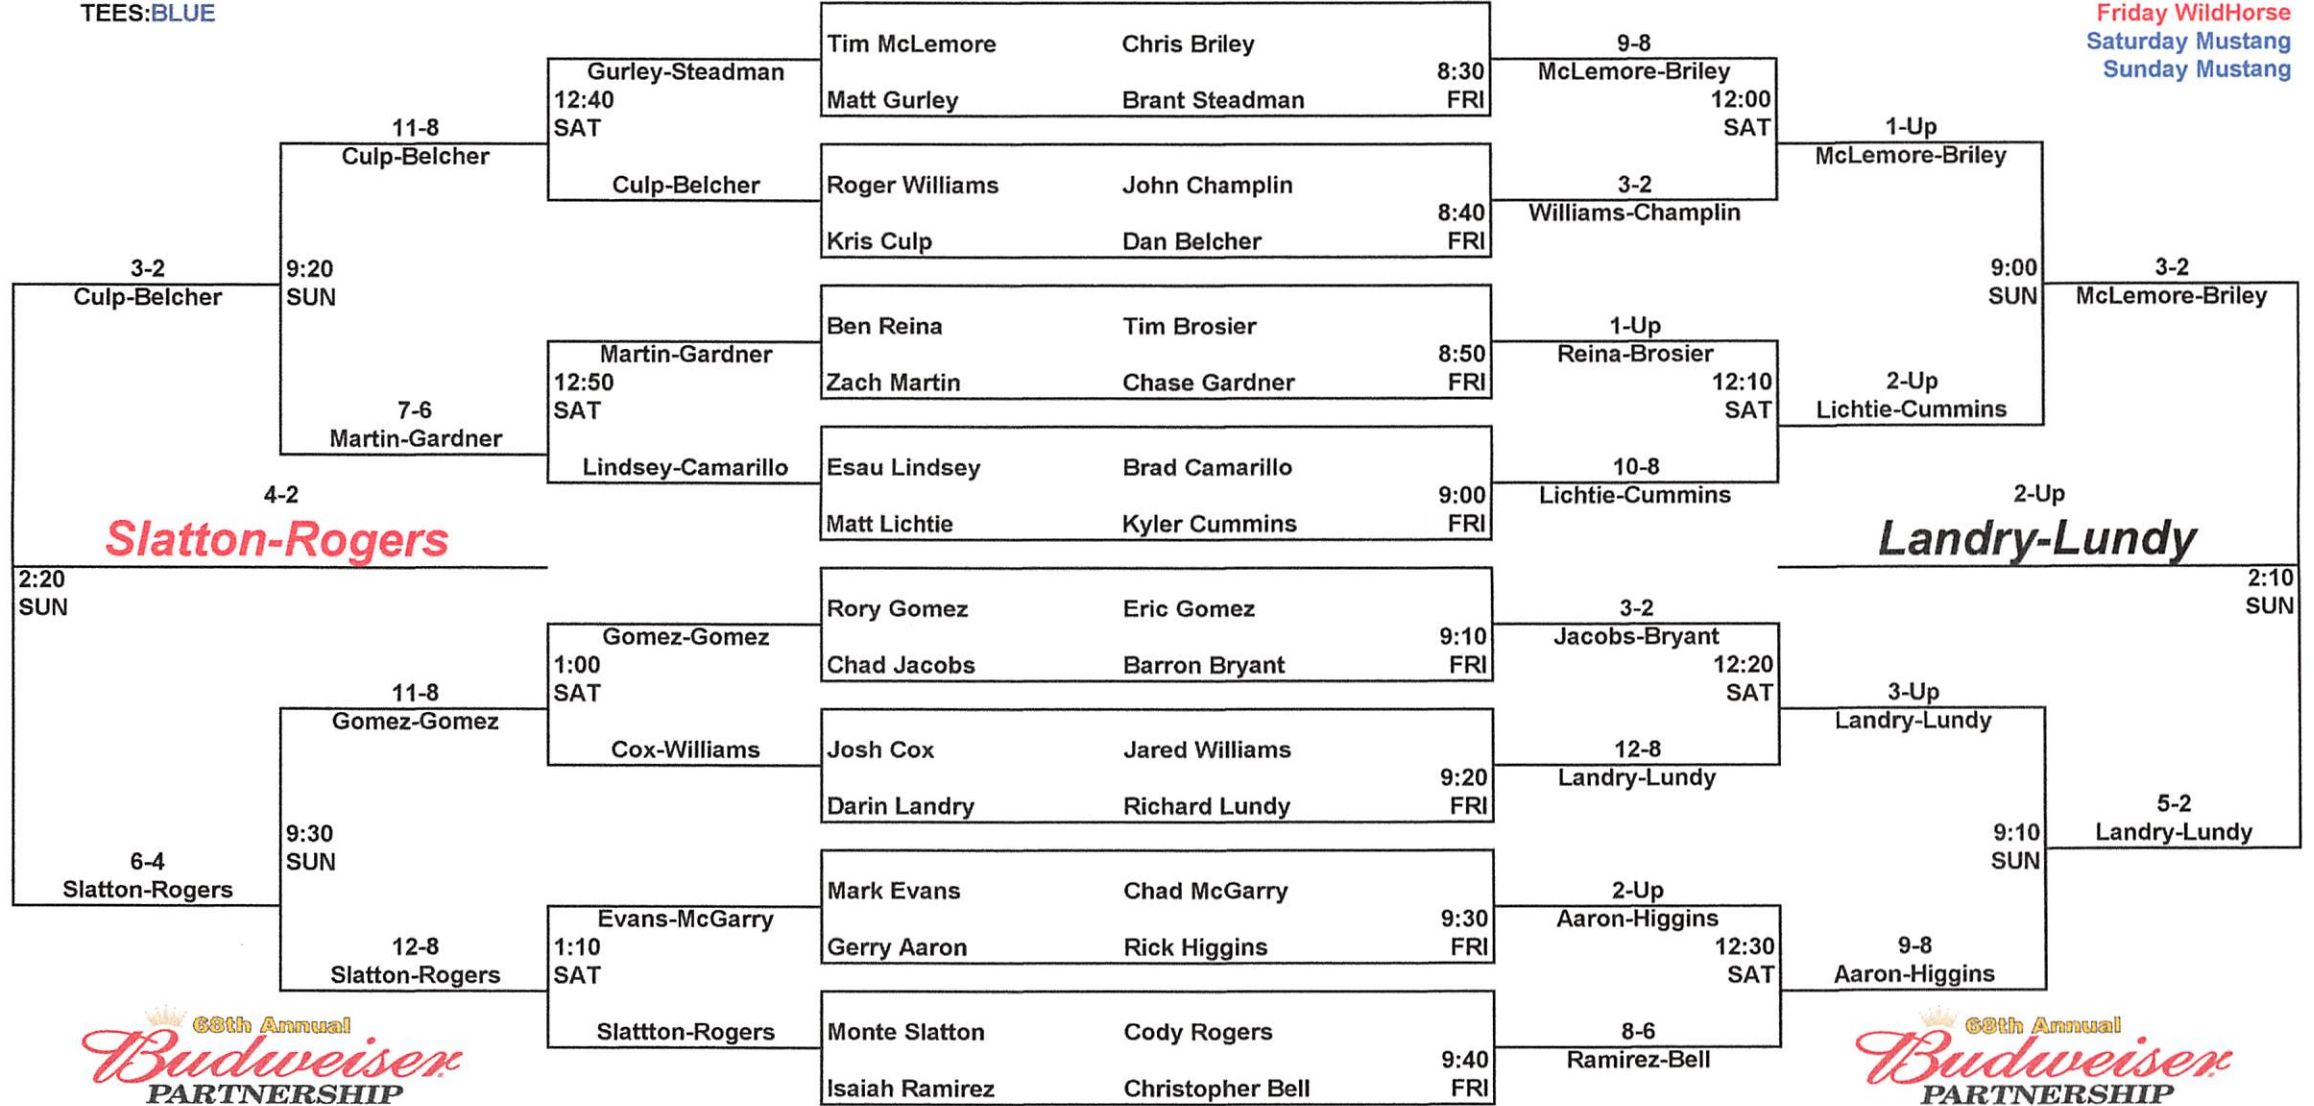 TEES:BLUE
Friday WildHorse
Saturday Mustang
Sunday Mustang
Tim McLemore Chris Briley
8:30
Matt Gurley Brant Steadman FRI
Roger Williams John Champlin
8:40
Kris Culp Dan Belcher FRI
Ben Reina Tim Brosier
8:50
Zach Martin Chase Gardner FRI
Esau Lindsey Brad Camarillo
9:00
Matt Lichtie Kyler Cummins FRI
Rory Gomez Eric Gomez
9:10
Chad Jacobs Barron Bryant FRI
Josh Cox Jared Williams
9:20
Darin Landry Richard Lundy FRI
Mark Evans Chad McGarry
9:30
Gerry Aaron Rick Higgins FRI
Monte Slatton Cody Rogers
9:40
Isaiah Ramirez Christopher Bell FRI
Gurley-Steadman
12:40
SAT
Culp-Belcher
Martin-Gardner
12:50
SAT
Lindsey-Camarillo
Gomez-Gomez
1:00
SAT
Cox-Williams
Evans-McGarry
1:10
SAT
Slattton-Rogers
11-8
Culp-Belcher
9:20
SUN
7-6
Martin-Gardner
11-8
Gomez-Gomez
9:30
SUN
12-8
Slatton-Rogers
3-2
Culp-Belcher
4-2
Slatton-Rogers
2:20
SUN
6-4
Slatton-Rogers
9-8
McLemore-Briley
12:00
SAT
3-2
Williams-Champlin
1-Up
Reina-Brosier
12:10
SAT
10-8
Lichtie-Cummins
3-2
Jacobs-Bryant
12:20
SAT
12-8
Landry-Lundy
2-Up
Aaron-Higgins
12:30
SAT
8-6
Ramirez-Bell
1-Up
McLemore-Briley
9:00
SUN
2-Up
Lichtie-Cummins
3-Up
Landry-Lundy
9:10
SUN
9-8
Aaron-Higgins
3-2
McLemore-Briley
2-Up
Landry-Lundy
2:10
SUN
5-2
Landry-Lundy
68th Annual
Budweiser
PARTNERSHIP
68th Annual
Budweiser
PARTNERSHIP